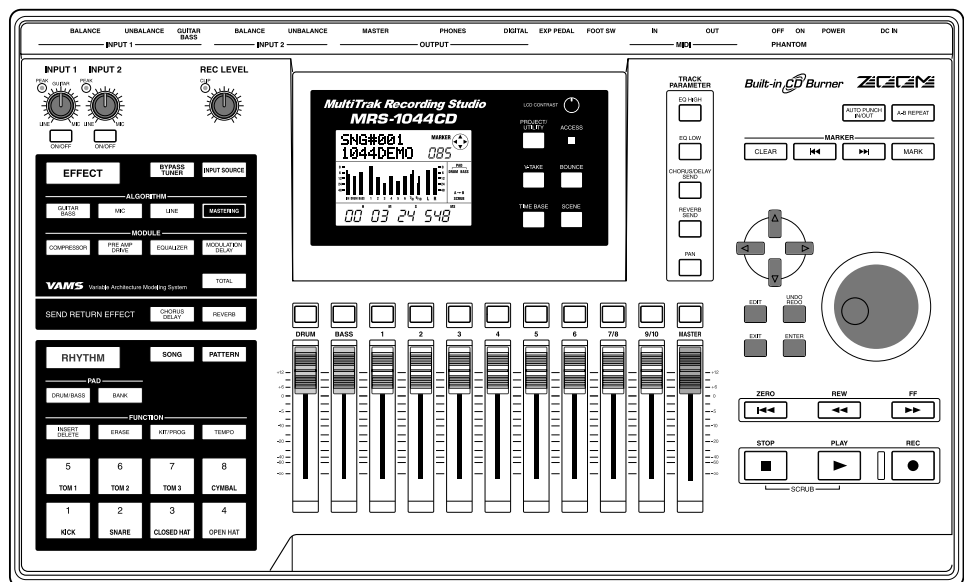 BALANCE UNBALANCE GUITAR BASS BALANCE UNBALANCE MASTER PHONES DIGITAL EXP PEDAL FOOT SW IN OUT OFF ON POWER DC IN
INPUT 1 INPUT 2 OUTPUT MIDI PHANTOM
INPUT 1 INPUT 2 REC LEVEL
PEAK GUITAR PEAK CLIP
LINE MIC LINE MIC
ON/OFF ON/OFF
EFFECT BYPASS TUNER INPUT SOURCE
ALGORITHM
GUITAR BASS MIC LINE MASTERING
MODULE
COMPRESSOR PRE AMP DRIVE EQUALIZER MODULATION DELAY
TOTAL
VAMS Variable Architecture Modeling System
SEND RETURN EFFECT CHORUS DELAY REVERB
RHYTHM SONG PATTERN
PAD
DRUM/BASS BANK
FUNCTION
INSERT DELETE ERASE KIT/PROG TEMPO
5 6 7 8
TOM 1 TOM 2 TOM 3 CYMBAL
1 2 3 4
KICK SNARE CLOSED HAT OPEN HAT
MultiTrak Recording Studio
MRS-1044CD
LCD CONTRAST
SNG#001 MARKER
1044DEMO 085
PAD
DRUM BASS
A→B
SCRUB
H M S MS
00 03 24 548
PROJECT/ UTILITY ACCESS
V-TAKE BOUNCE
TIME BASE SCENE
TRACK PARAMETER
EQ HIGH
EQ LOW
CHORUS/DELAY SEND
REVERB SEND
PAN
Built-in CD Burner ZOOM
AUTO PUNCH IN/OUT A-B REPEAT
MARKER
CLEAR MARK
EDIT UNDO REDO
EXIT ENTER
DRUM BASS 1 2 3 4 5 6 7/8 9/10 MASTER
ZERO REW FF
STOP PLAY REC
SCRUB